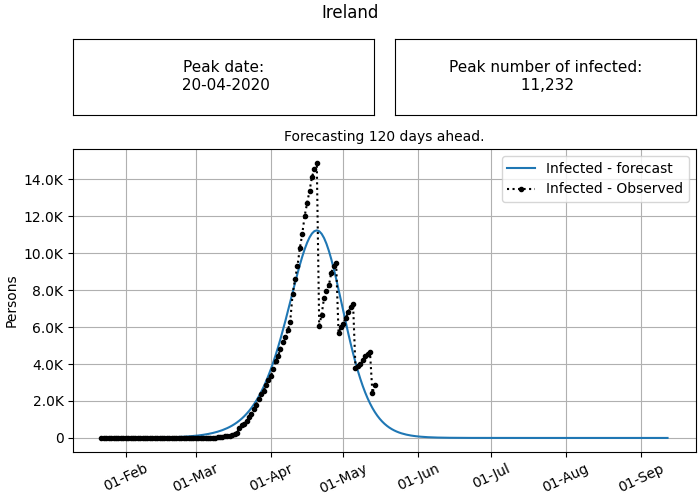 Ireland
Peak date:
20-04-2020
Peak number of infected:
11,232
Forecasting 120 days ahead.
Infected - forecast
Infected - Observed
Persons
14.0K
12.0K
10.0K
8.0K
6.0K
4.0K
2.0K
0
01-Feb
01-Mar
01-Apr
01-May
01-Jun
01-Jul
01-Aug
01-Sep